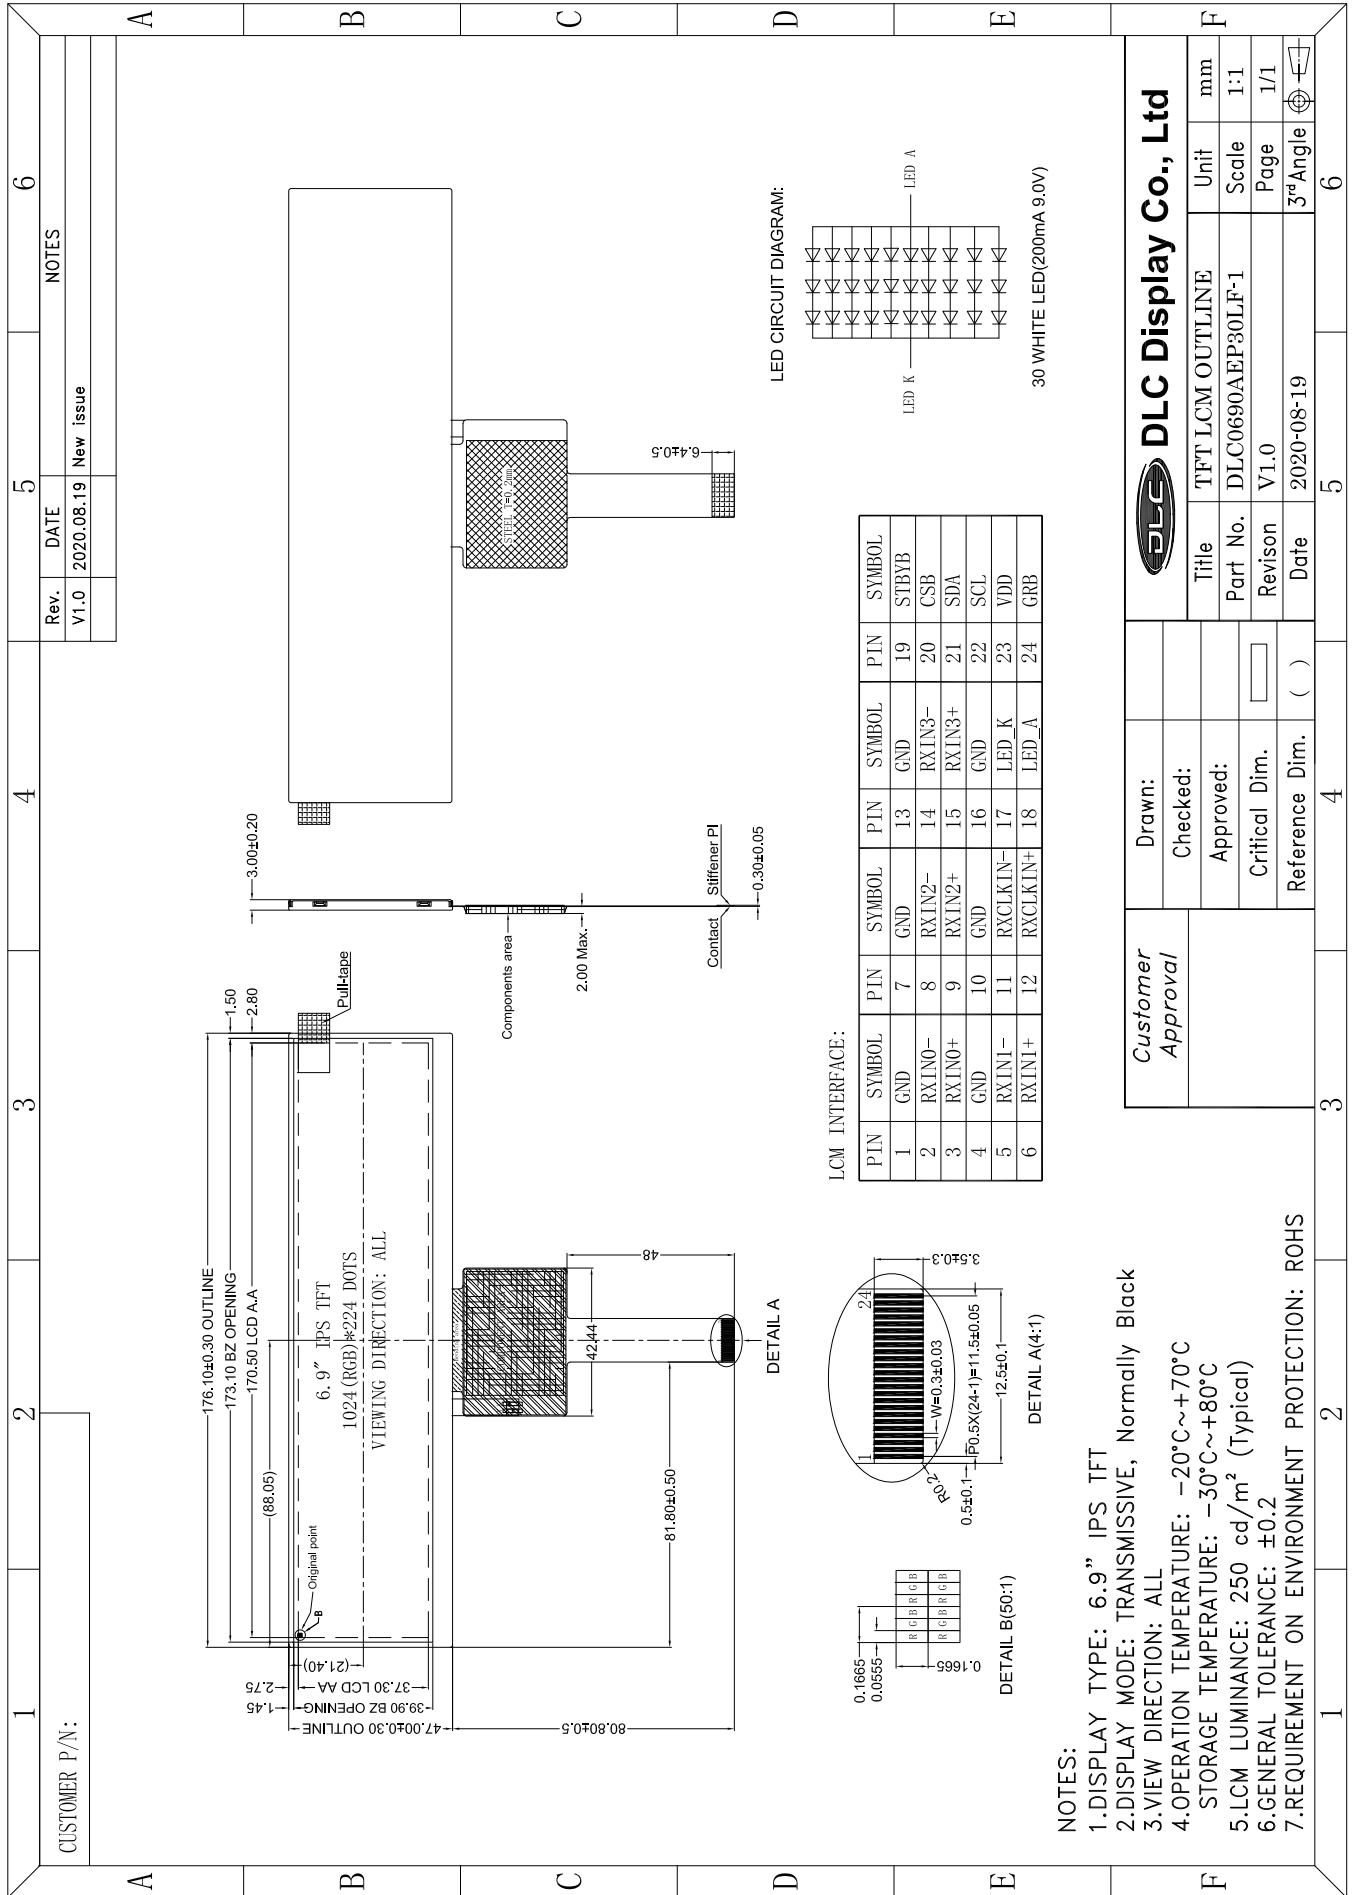 1
2
3
4
5
6
A
B
C
D
E
F
CUSTOMER P/N:
Rev.
DATE
NOTES
V1.0
2020.08.19
New issue
176.10±0.30 OUTLINE
173.10 BZ OPENING
170.50 LCD A.A
(88.05)
1.50
2.80
Original point
B
6.9" IPS TFT
1024(RGB)*224 DOTS
VIEWING DIRECTION: ALL
Pull-tape
(21.40)
2.75
37.30 LCD AA
1.45
39.90 BZ OPENING
47.00±0.30 OUTLINE
80.80±0.5
48
42.44
81.80±0.50
DETAIL A
3.00±0.20
Components area
2.00 Max.
Contact
Stiffener PI
0.30±0.05
STEEL T=0.2mm
6.4±0.5
0.1665
0.0555
R G B R G B R G B
R G B R G B R G B
0.1665
DETAIL B(50:1)
1
24
R0.2
0.5±0.1
W=0.3±0.03
P0.5X(24-1)=11.5±0.05
12.5±0.1
3.5±0.3
DETAIL A(4:1)
LCM INTERFACE:
PIN SYMBOL PIN SYMBOL PIN SYMBOL PIN SYMBOL
1 GND 7 GND 13 GND 19 STBYB
2 RXIN0- 8 RXIN2- 14 RXIN3- 20 CSB
3 RXIN0+ 9 RXIN2+ 15 RXIN3+ 21 SDA
4 GND 10 GND 16 GND 22 SCL
5 RXIN1- 11 RXCLKIN- 17 LED_K 23 VDD
6 RXIN1+ 12 RXCLKIN+ 18 LED_A 24 GRB
LED CIRCUIT DIAGRAM:
LED K
LED A
30 WHITE LED(200mA 9.0V)
NOTES:
1.DISPLAY TYPE: 6.9" IPS TFT
2.DISPLAY MODE: TRANSMISSIVE, Normally Black
3.VIEW DIRECTION: ALL
4.OPERATION TEMPERATURE: -20°C~+70°C
STORAGE TEMPERATURE: -30°C~+80°C
5.LCM LUMINANCE: 250 cd/m² (Typical)
6.GENERAL TOLERANCE: ±0.2
7.REQUIREMENT ON ENVIRONMENT PROTECTION: ROHS
Customer
Approval
Drawn:
Checked:
Approved:
Critical Dim.
Reference Dim. ( )
DLC
DLC Display Co., Ltd
Title
TFT LCM OUTLINE
Unit
mm
Part No.
DLC0690AEP30LF-1
Scale
1:1
Revison
V1.0
Page
1/1
Date
2020-08-19
3rd Angle
1
2
3
4
5
6
A
B
C
D
E
F